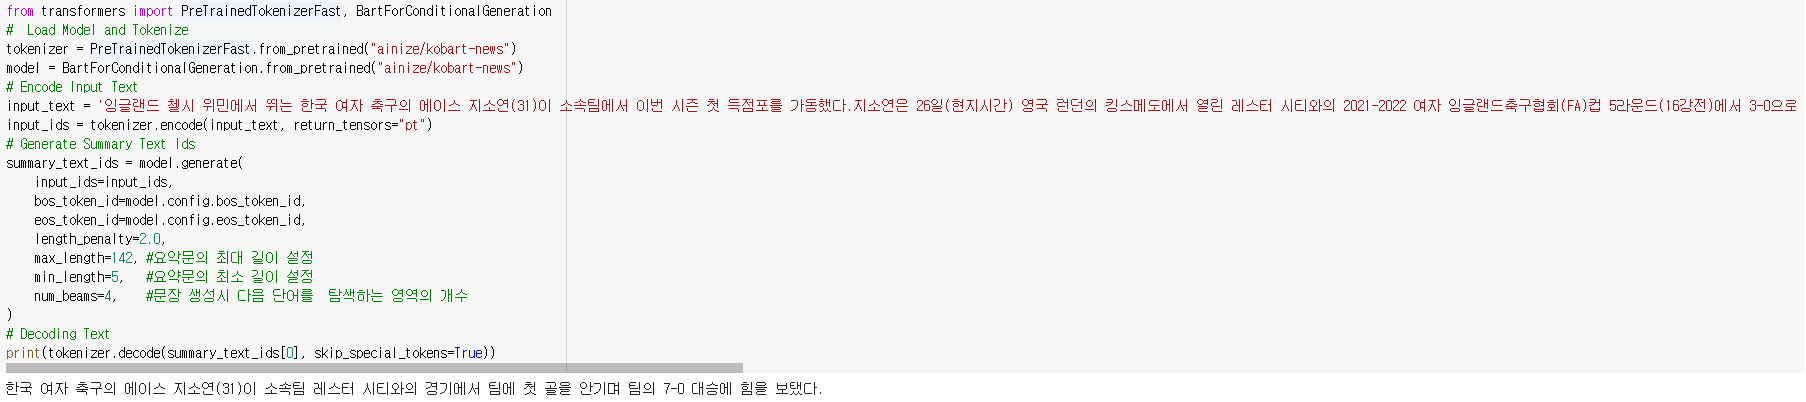 from transformers import PreTrainedTokenizerFast, BartForConditionalGeneration
#  Load Model and Tokenize
tokenizer = PreTrainedTokenizerFast.from_pretrained("ainize/kobart-news")
model = BartForConditionalGeneration.from_pretrained("ainize/kobart-news")
# Encode Input Text
input_text = '잉글랜드 첼시 위민에서 뛰는 한국 여자 축구의 에이스 지소연(31)이 소속팀에서 이번 시즌 첫 득점포를 가동했다.지소연은 26일(현지시간) 영국 런던의 킹스메도에서 열린 레스터 시티와의 2021-2022 여자 잉글랜드축구협회(FA)컵 5라운드(16강전)에서 3-0으로
input_ids = tokenizer.encode(input_text, return_tensors="pt")
# Generate Summary Text Ids
summary_text_ids = model.generate(
    input_ids=input_ids,
    bos_token_id=model.config.bos_token_id,
    eos_token_id=model.config.eos_token_id,
    length_penalty=2.0,
    max_length=142, #요약문의 최대 길이 설정
    min_length=5,   #요약문의 최소 길이 설정
    num_beams=4,    #문장 생성시 다음 단어를  탐색하는 영역의 개수
)
# Decoding Text
print(tokenizer.decode(summary_text_ids[0], skip_special_tokens=True))
한국 여자 축구의 에이스 지소연(31)이 소속팀 레스터 시티와의 경기에서 팀에 첫 골을 안기며 팀의 7-0 대승에 힘을 보탰다.